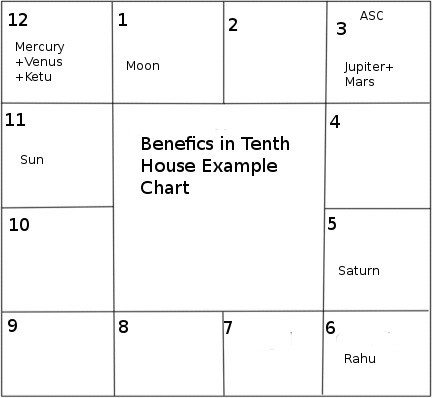 12
Mercury
+Venus
+Ketu
1
Moon
2
ASC
3
Jupiter+
Mars
11
Sun
Benefics in Tenth
House Example
Chart
4
10
5
Saturn
9
8
7
6
Rahu